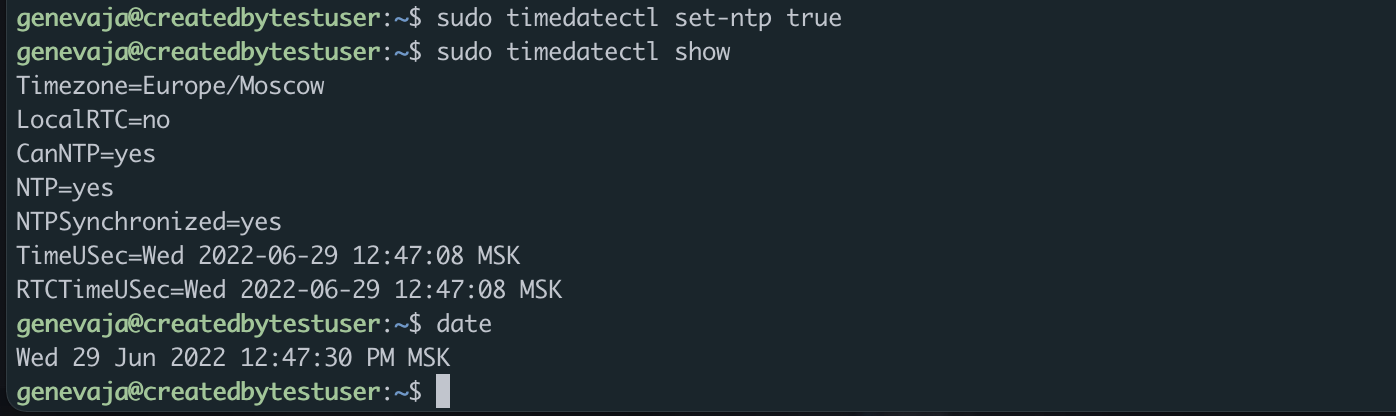 genevaja@createdbytestuser:~$ sudo timedatectl set-ntp true
genevaja@createdbytestuser:~$ sudo timedatectl show
Timezone=Europe/Moscow
LocalRTC=no
CanNTP=yes
NTP=yes
NTPSynchronized=yes
TimeUSec=Wed 2022-06-29 12:47:08 MSK
RTCTimeUSec=Wed 2022-06-29 12:47:08 MSK
genevaja@createdbytestuser:~$ date
Wed 29 Jun 2022 12:47:30 PM MSK
genevaja@createdbytestuser:~$